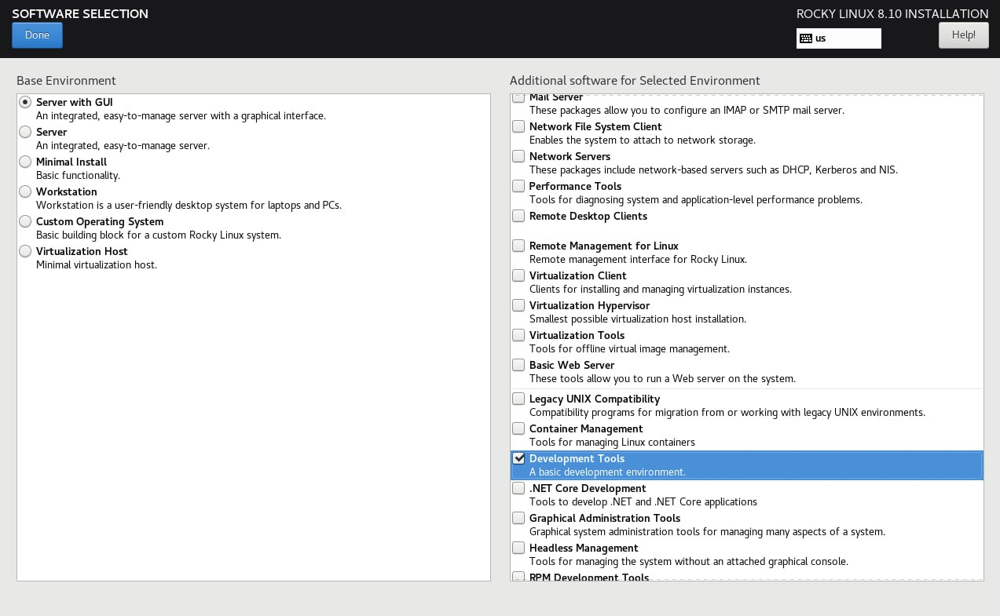 SOFTWARE SELECTION
ROCKY LINUX 8.10 INSTALLATION
Done
us
Help!
Base Environment
Server with GUI
An integrated, easy-to-manage server with a graphical interface.
Server
An integrated, easy-to-manage server.
Minimal Install
Basic functionality.
Workstation
Workstation is a user-friendly desktop system for laptops and PCs.
Custom Operating System
Basic building block for a custom Rocky Linux system.
Virtualization Host
Minimal virtualization host.
Additional software for Selected Environment
Mail Server
These packages allow you to configure an IMAP or SMTP mail server.
Network File System Client
Enables the system to attach to network storage.
Network Servers
These packages include network-based servers such as DHCP, Kerberos and NIS.
Performance Tools
Tools for diagnosing system and application-level performance problems.
Remote Desktop Clients
Remote Management for Linux
Remote management interface for Rocky Linux.
Virtualization Client
Clients for installing and managing virtualization instances.
Virtualization Hypervisor
Smallest possible virtualization host installation.
Virtualization Tools
Tools for offline virtual image management.
Basic Web Server
These tools allow you to run a Web server on the system.
Legacy UNIX Compatibility
Compatibility programs for migration from or working with legacy UNIX environments.
Container Management
Tools for managing Linux containers
Development Tools
A basic development environment.
.NET Core Development
Tools to develop .NET and .NET Core applications
Graphical Administration Tools
Graphical system administration tools for managing many aspects of a system.
Headless Management
Tools for managing the system without an attached graphical console.
RPM Development Tools